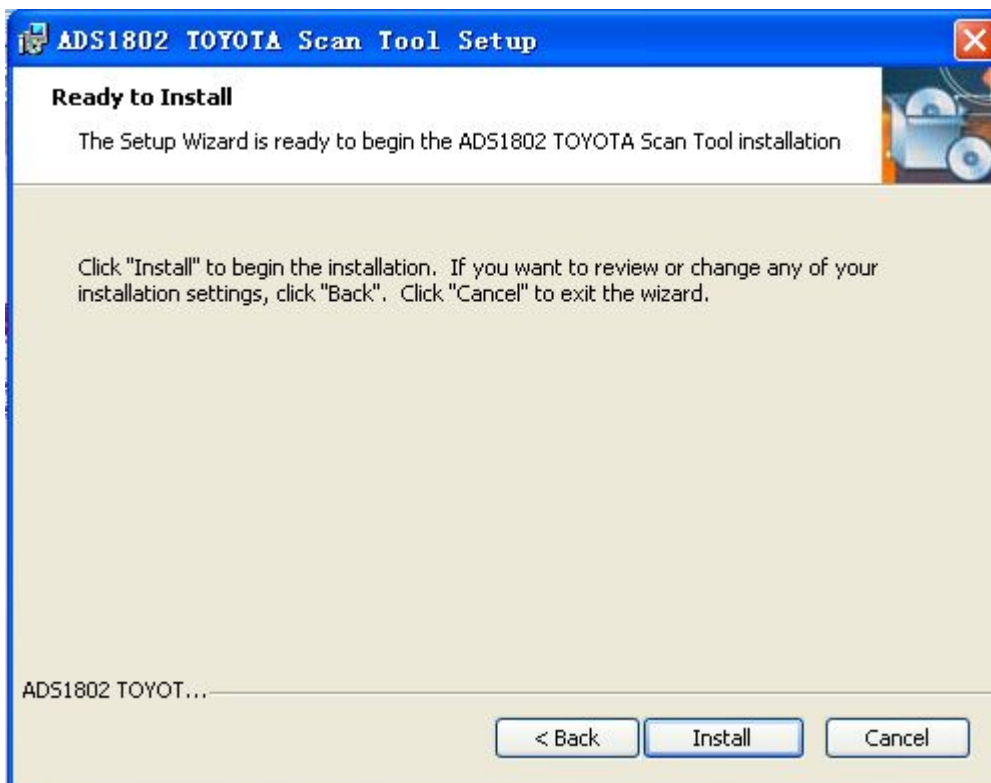 ADS1802 TOYOTA Scan Tool Setup
Ready to Install
The Setup Wizard is ready to begin the ADS1802 TOYOTA Scan Tool installation
Click "Install" to begin the installation. If you want to review or change any of your
installation settings, click "Back". Click "Cancel" to exit the wizard.
ADS1802 TOYOT...
< Back Install Cancel